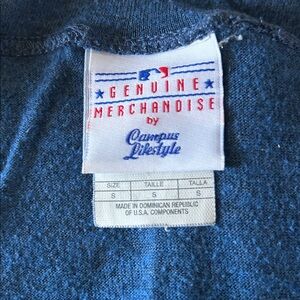 GENUINE
MERCHANDISE
by
Campus
Lifestyle
SIZE TAILLE TALLA
S S S
MADE IN DOMINICAN REPUBLIC
OF U.S.A. COMPONENTS